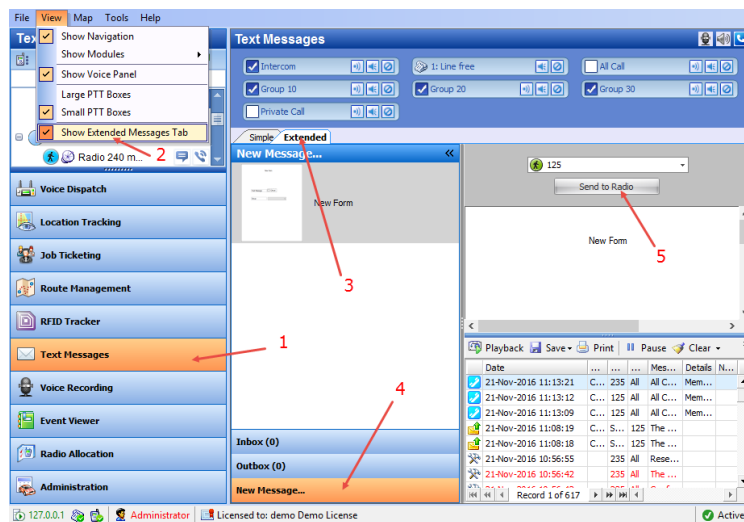 File View Map Tools Help
Tex
Show Navigation
Show Modules
Show Voice Panel
Large PTT Boxes
Small PTT Boxes
Show Extended Messages Tab
2
Radio 240 m...
Voice Dispatch
Location Tracking
Job Ticketing
Route Management
RFID Tracker
Text Messages
1
Voice Recording
Event Viewer
Radio Allocation
Administration
Text Messages
Intercom
1: Line free
All Call
Group 10
Group 20
Group 30
Private Call
Simple Extended
New Message...
New Form
3
4
Inbox (0)
Outbox (0)
New Message...
125
Send to Radio
New Form
5
Playback Save Print Pause Clear
Date ... ... ... Mes... Details N...
21-Nov-2016 11:13:21 C... 235 All All C... Mem...
21-Nov-2016 11:13:12 C... 125 All All C... Mem...
21-Nov-2016 11:13:09 C... 125 All All C... Mem...
21-Nov-2016 11:08:19 C... S... 125 The ...
21-Nov-2016 11:08:18 C... S... 125 The ...
21-Nov-2016 10:56:55 235 All Rese...
21-Nov-2016 10:56:42 235 All The ...
Record 1 of 617
127.0.0.1 Administrator Licensed to: demo Demo License Active